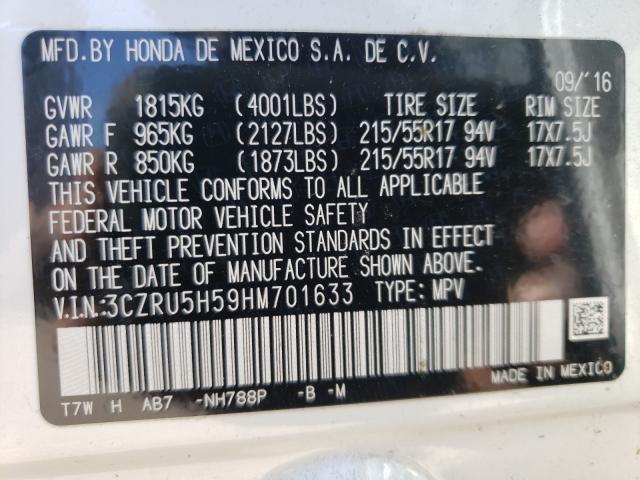 MFD. BY HONDA DE MEXICO S.A. DE C.V.
09/'16
GVWR 1815KG (4001LBS) TIRE SIZE RIM SIZE
GAWR F 965KG (2127LBS) 215/55R17 94V 17X7.5J
GAWR R 850KG (1873LBS) 215/55R17 94V 17X7.5J
THIS VEHICLE CONFORMS TO ALL APPLICABLE
FEDERAL MOTOR VEHICLE SAFETY
AND THEFT PREVENTION STANDARDS IN EFFECT
ON THE DATE OF MANUFACTURE SHOWN ABOVE.
V.I.N:3CZRU5H59HM701633 TYPE: MPV
T7W H AB7 -NH788P -B -M
MADE IN MEXICO